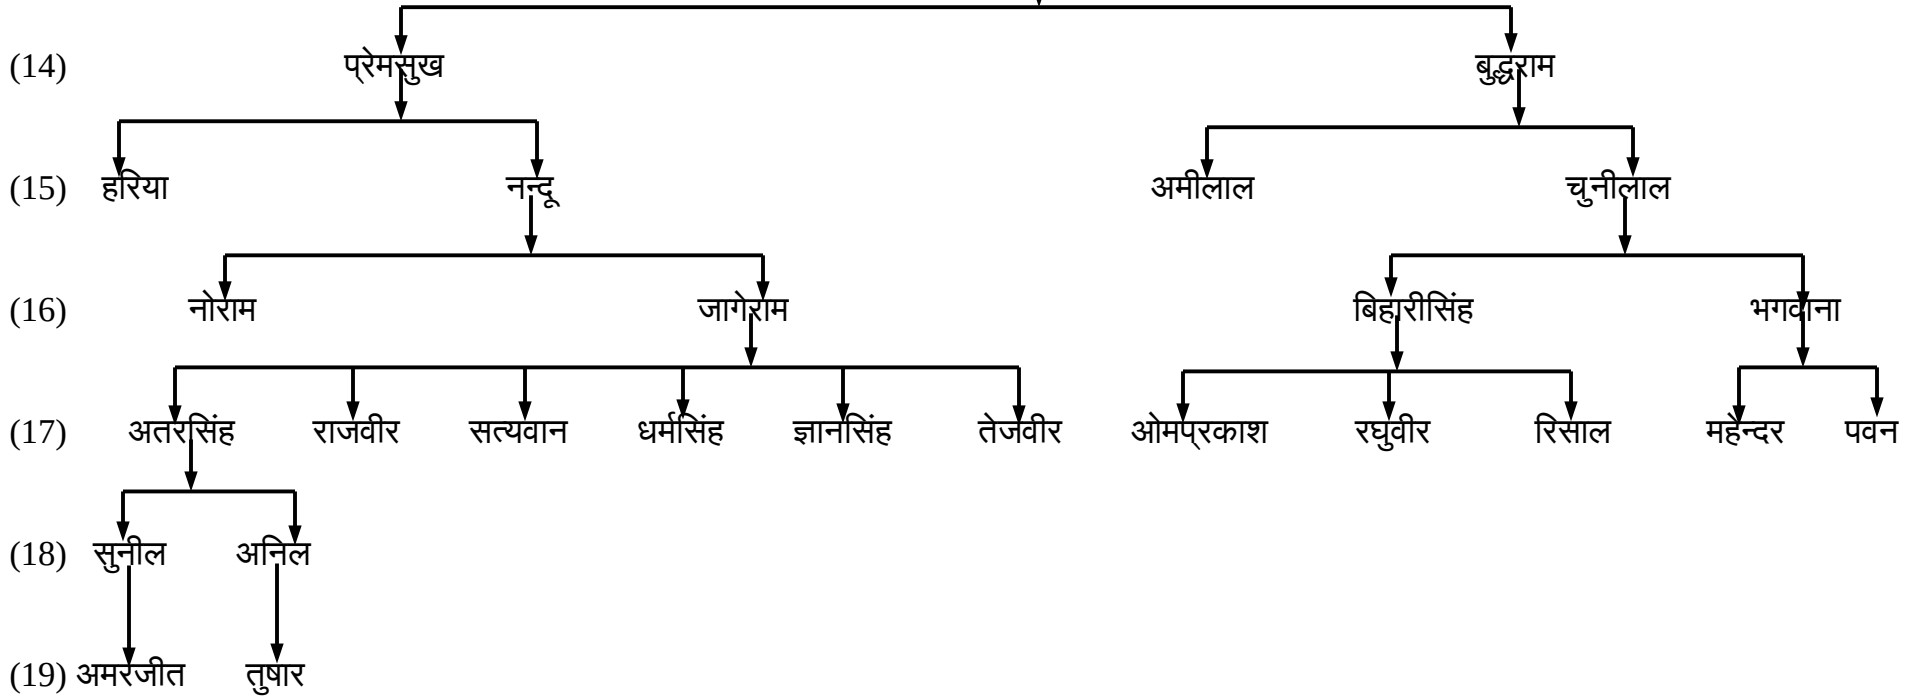 (14) प्रेमसुख बुद्धराम
(15) हरिया नन्दू अमीलाल चुनीलाल
(16) नोराम जागेराम बिहारीसिंह भगवाना
(17) अतरसिंह राजवीर सत्यवान धर्मसिंह ज्ञानसिंह तेजवीर ओमप्रकाश रघुवीर रिसाल महेन्दर पवन
(18) सुनील अनिल
(19) अमरजीत तुषार